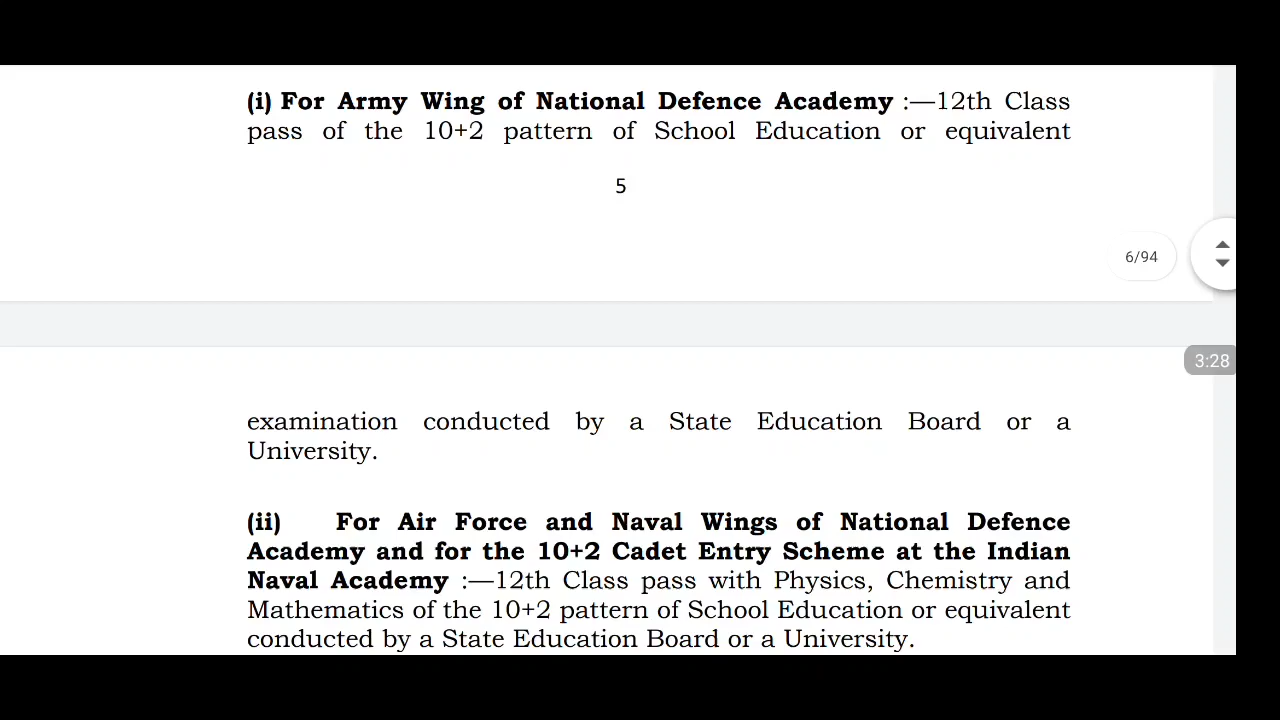 (i) For Army Wing of National Defence Academy :—12th Class
pass of the 10+2 pattern of School Education or equivalent
5
6/94
3:28
examination conducted by a State Education Board or a
University.
(ii) For Air Force and Naval Wings of National Defence
Academy and for the 10+2 Cadet Entry Scheme at the Indian
Naval Academy :—12th Class pass with Physics, Chemistry and
Mathematics of the 10+2 pattern of School Education or equivalent
conducted by a State Education Board or a University.